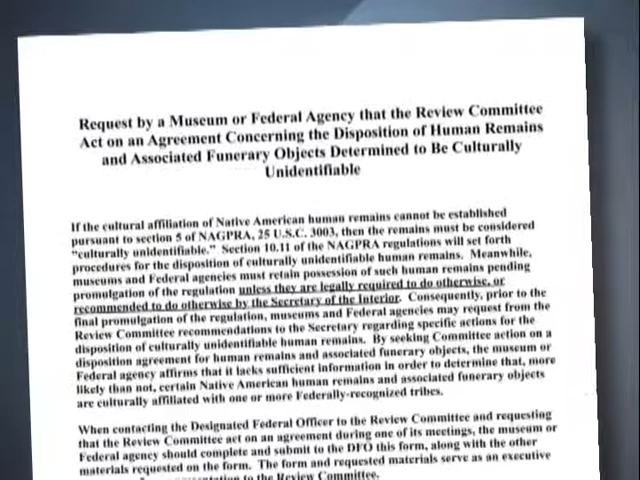 Request by a Museum or Federal Agency that the Review Committee
Act on an Agreement Concerning the Disposition of Human Remains
and Associated Funerary Objects Determined to Be Culturally
Unidentifiable
If the cultural affiliation of Native American human remains cannot be established
pursuant to section 5 of NAGPRA, 25 U.S.C. 3003, then the remains must be considered
"culturally unidentifiable." Section 10.11 of the NAGPRA regulations will set forth
procedures for the disposition of culturally unidentifiable human remains. Meanwhile,
museums and Federal agencies must retain possession of such human remains pending
promulgation of the regulation unless they are legally required to do otherwise, or
recommended to do otherwise by the Secretary of the Interior. Consequently, prior to the
final promulgation of the regulation, museums and Federal agencies may request from the
Review Committee recommendations to the Secretary regarding specific actions for the
disposition of culturally unidentifiable human remains. By seeking Committee action on a
disposition agreement for human remains and associated funerary objects, the museum or
Federal agency affirms that it lacks sufficient information in order to determine that, more
likely than not, certain Native American human remains and associated funerary objects
are culturally affiliated with one or more Federally-recognized tribes.
When contacting the Designated Federal Officer to the Review Committee and requesting
that the Review Committee act on an agreement during one of its meetings, the museum or
Federal agency should complete and submit to the DFO this form, along with the other
materials requested on the form. The form and requested materials serve as an executive
to the Review Committee.